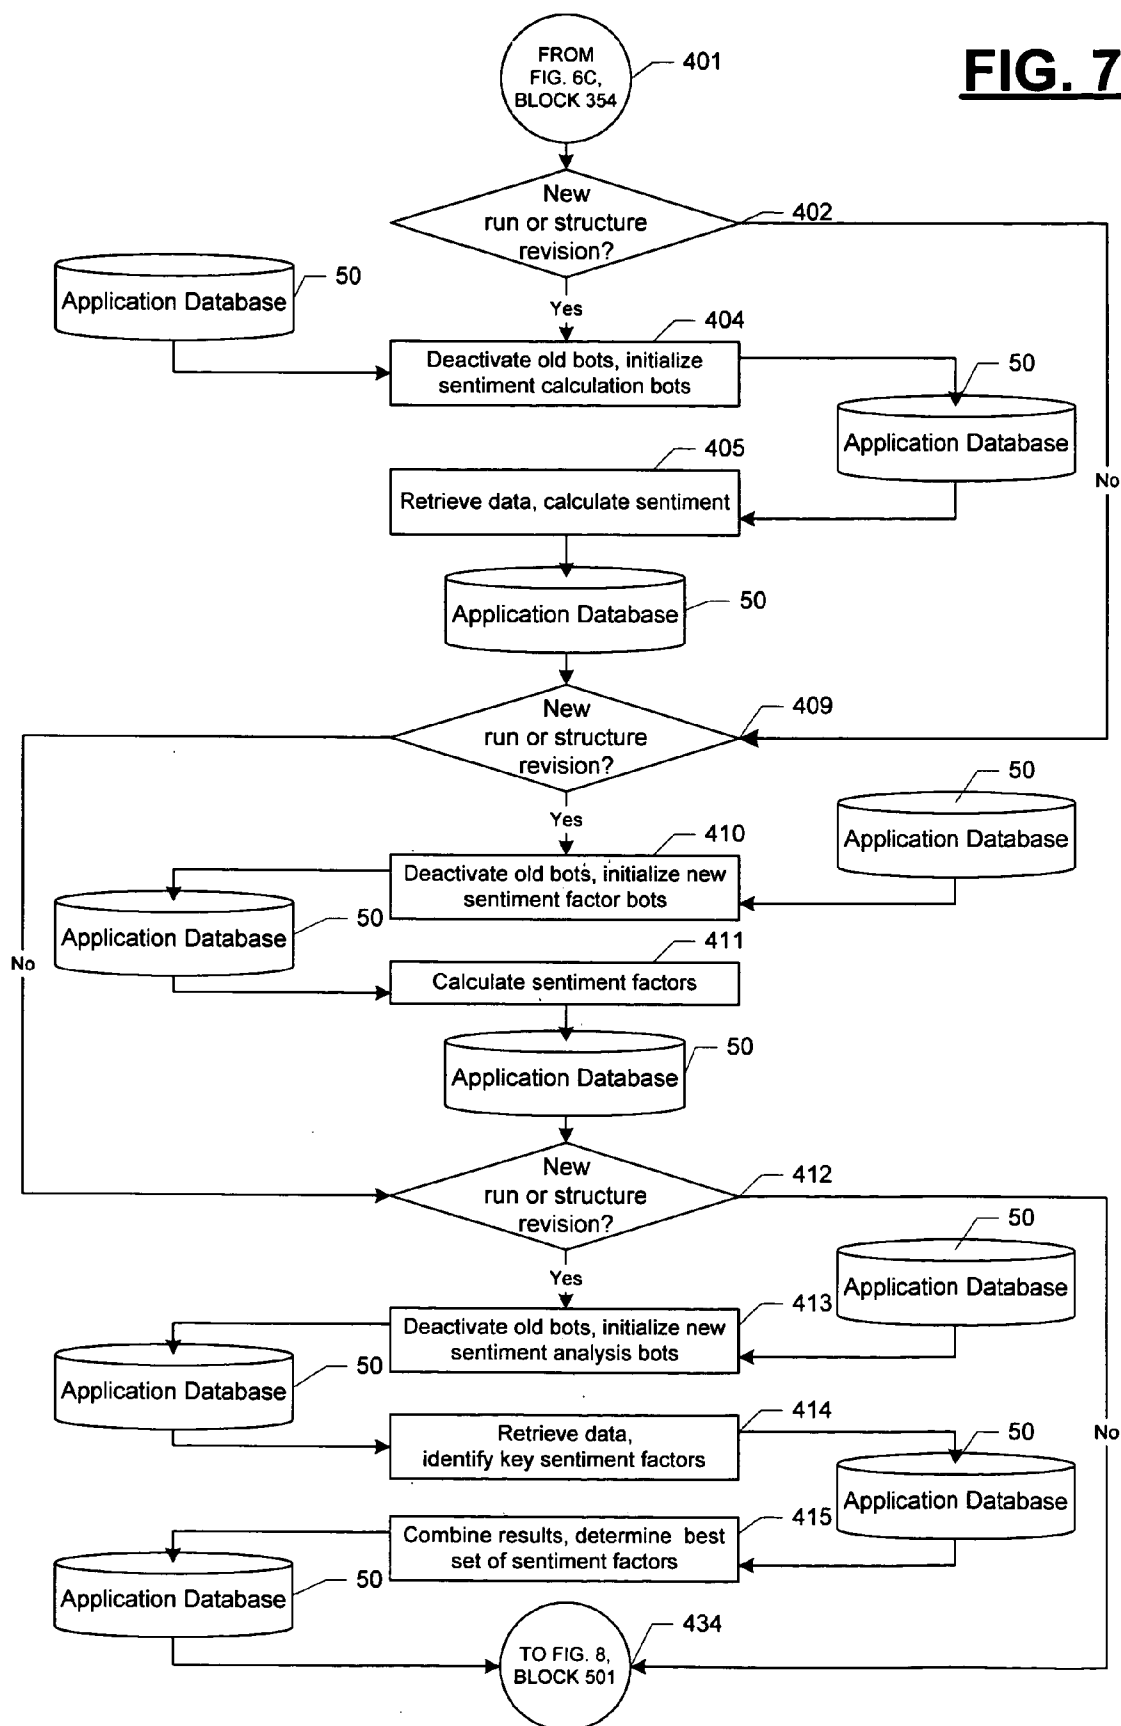 FROM
FIG. 6C,
BLOCK 354
401
FIG. 7
New
run or structure
revision?
402
Application Database
50
Yes
404
Deactivate old bots, initialize
sentiment calculation bots
50
Application Database
405
Retrieve data, calculate sentiment
No
Application Database
50
New
run or structure
revision?
409
50
Application Database
Yes
410
Deactivate old bots, initialize new
sentiment factor bots
Application Database
50
No
411
Calculate sentiment factors
Application Database
50
New
run or structure
revision?
412
50
Application Database
Yes
413
Deactivate old bots, initialize new
sentiment analysis bots
Application Database
50
414
Retrieve data,
identify key sentiment factors
No
50
Application Database
415
Combine results, determine best
set of sentiment factors
Application Database
50
434
TO FIG. 8,
BLOCK 501